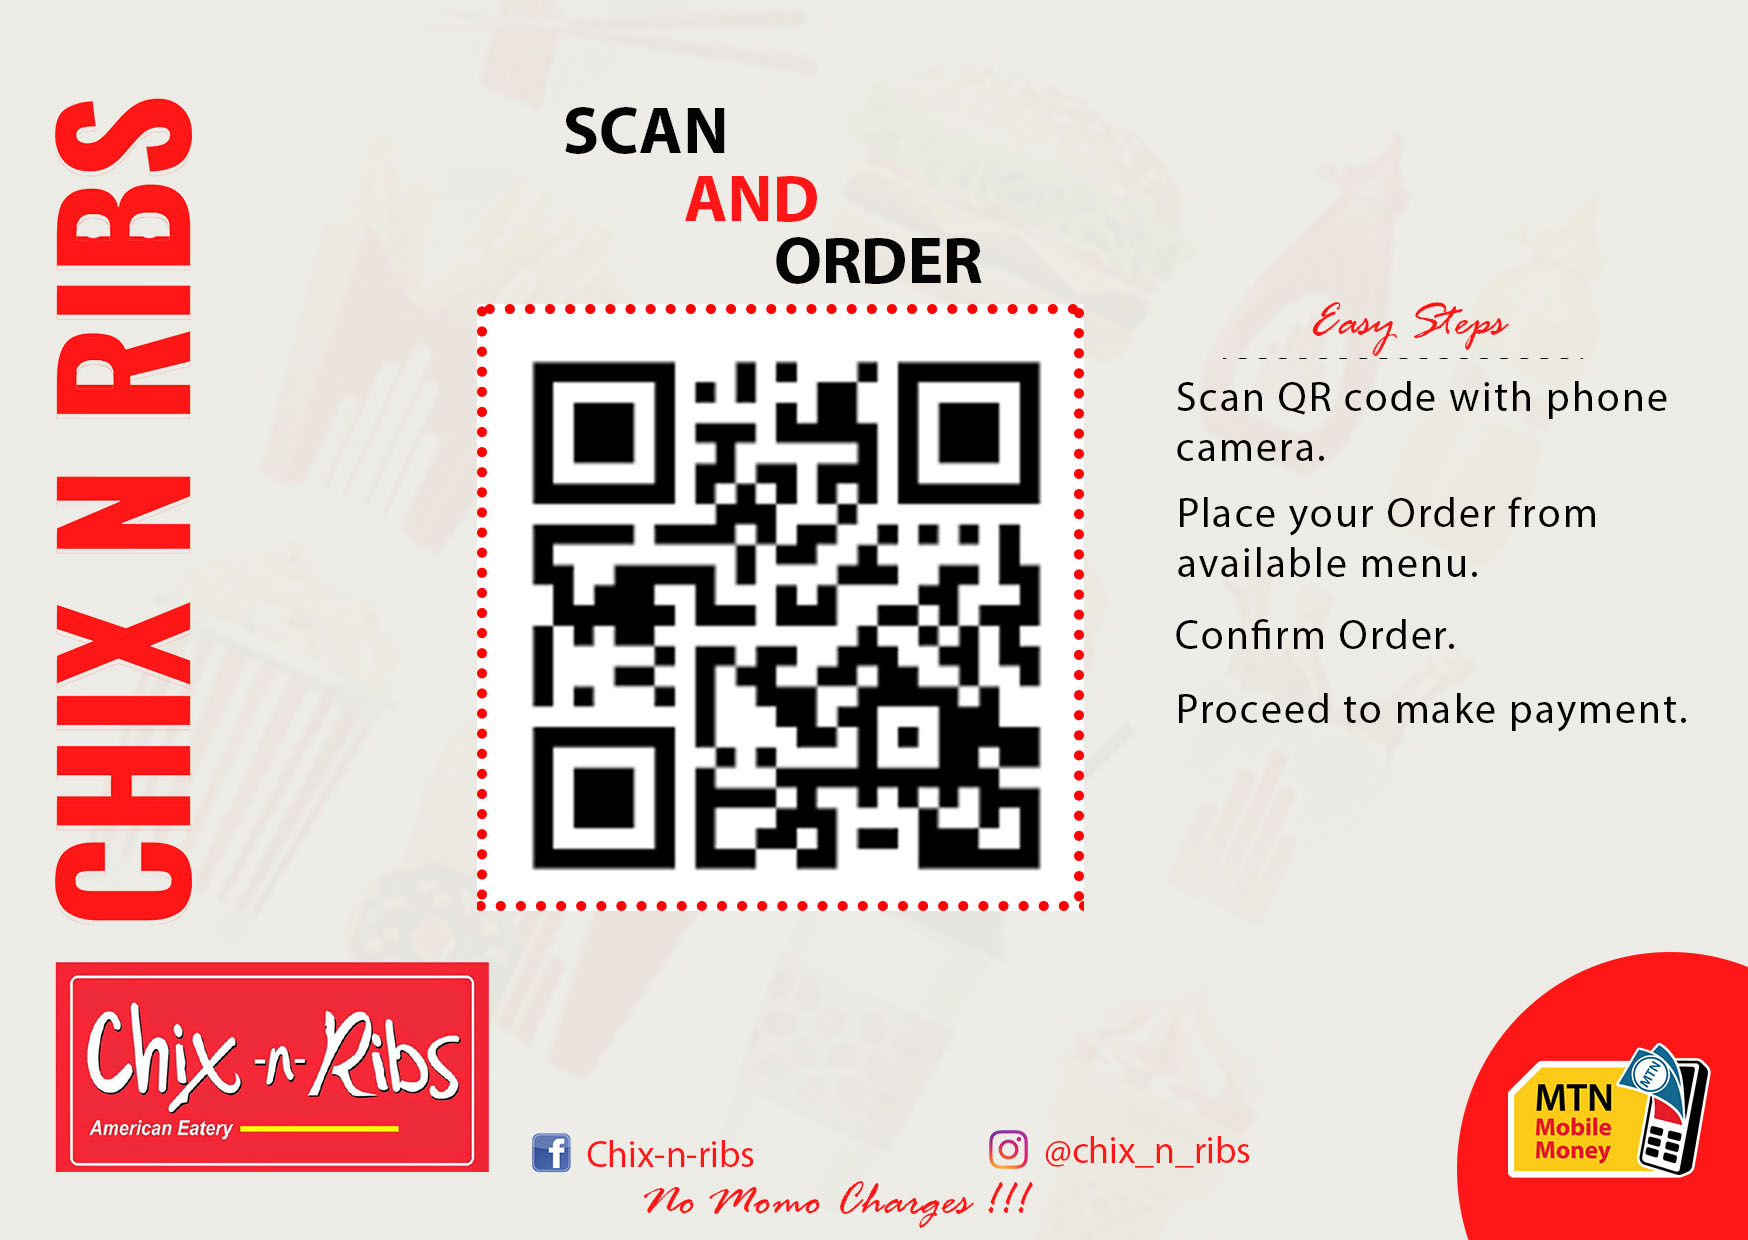 CHIX N RIBS
SCAN
AND
ORDER
Easy Steps
Scan QR code with phone
camera.
Place your Order from
available menu.
Confirm Order.
Proceed to make payment.
Chix-n-Ribs
American Eatery
Chix-n-ribs
@chix_n_ribs
No Momo Charges !!!
MTN
MTN
Mobile
Money